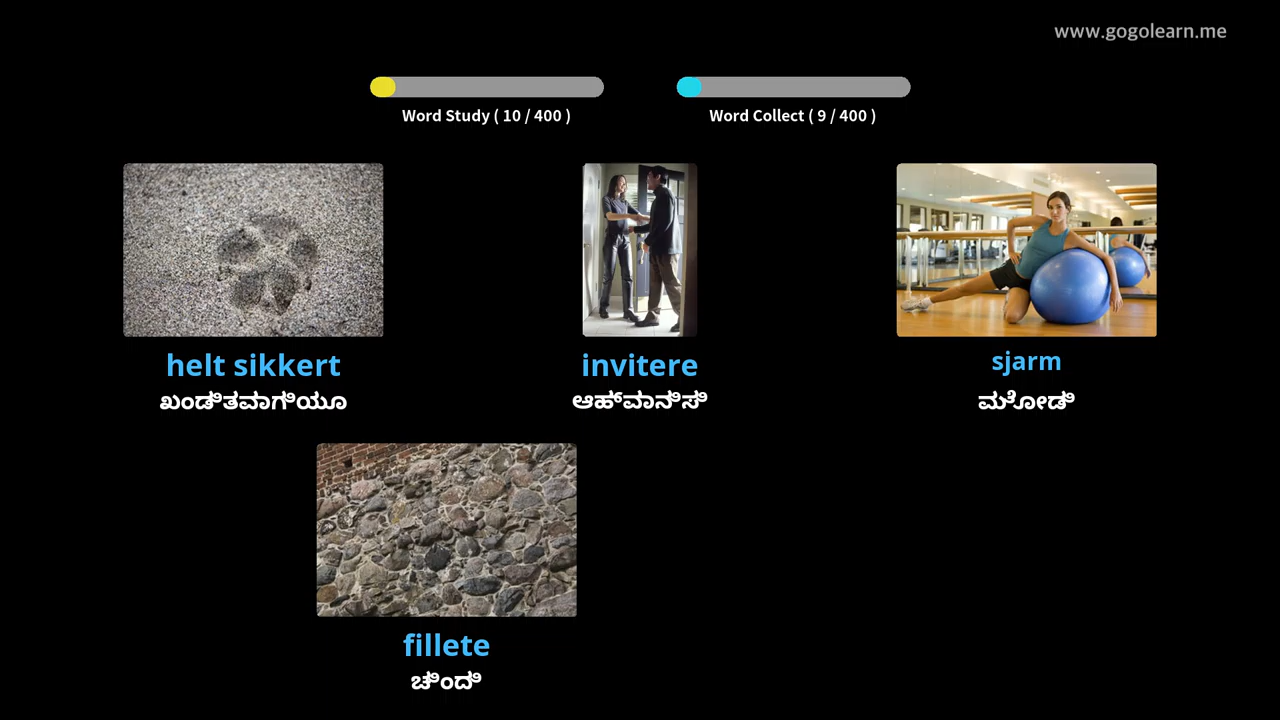 www.gogolearn.me
Word Study ( 10 / 400 )
Word Collect ( 9 / 400 )
helt sikkert
ಖಂಡಿತವಾಗಿಯೂ
invitere
ಆಹ್ವಾನಿಸಿ
sjarm
ಮೋಡಿ
fillete
ಚಿಂದಿ